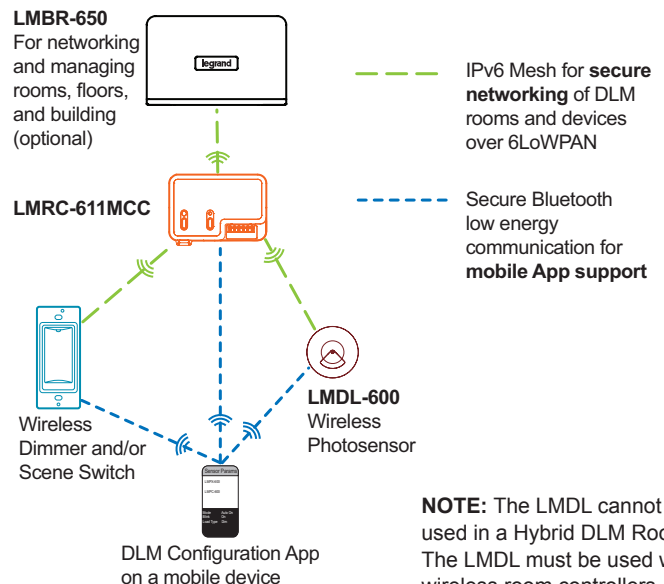 LMBR-650
For networking
and managing
rooms, floors,
and building
(optional)
legrand
IPv6 Mesh for secure
networking of DLM
rooms and devices
over 6LoWPAN
LMRC-611MCC
Secure Bluetooth
low energy
communication for
mobile App support
Wireless
Dimmer and/or
Scene Switch
LMDL-600
Wireless
Photosensor
Sensor Params
DLM Configuration App
on a mobile device
NOTE: The LMDL cannot
used in a Hybrid DLM
The LMDL must be used
wireless room controllers